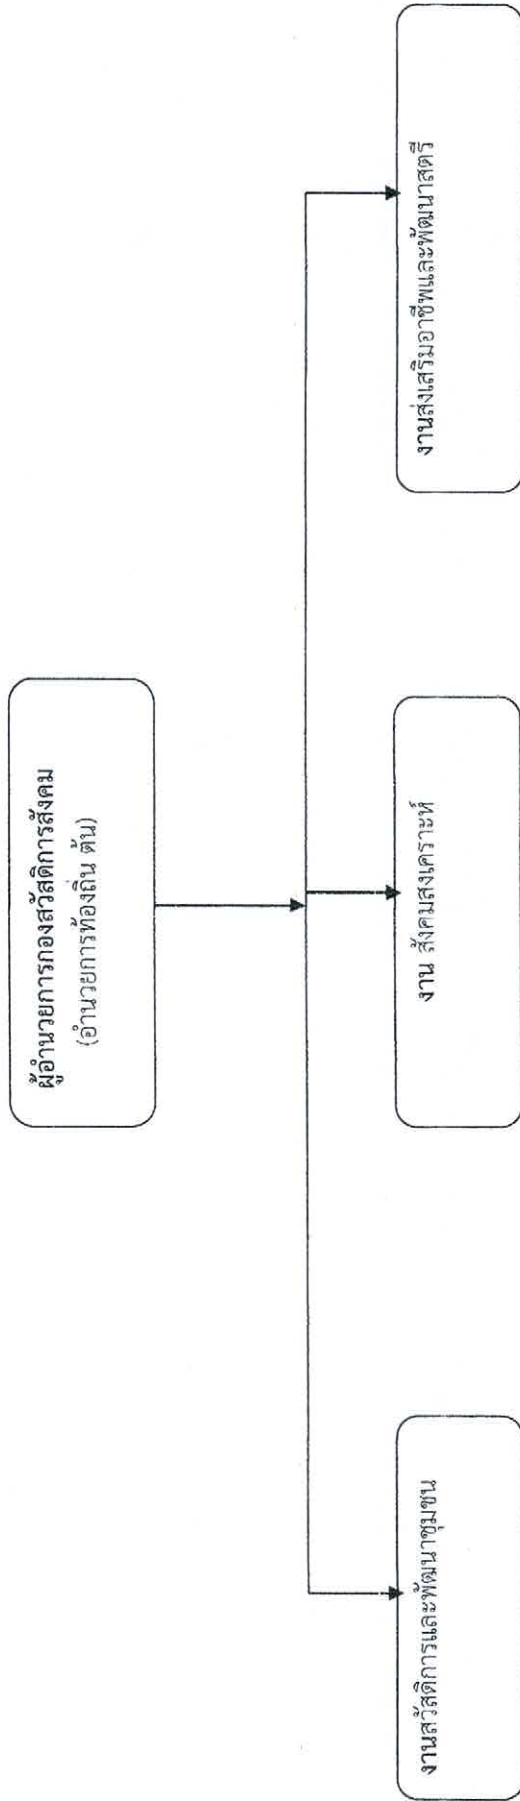 ผู้อำนวยการกองสวัสดิการสังคม
(อำนวยการท้องถิ่น ต้น)
งานสวัสดิการและพัฒนาชุมชน
งาน สังคมสงเคราะห์
งานส่งเสริมอาชีพและพัฒนาสตรี